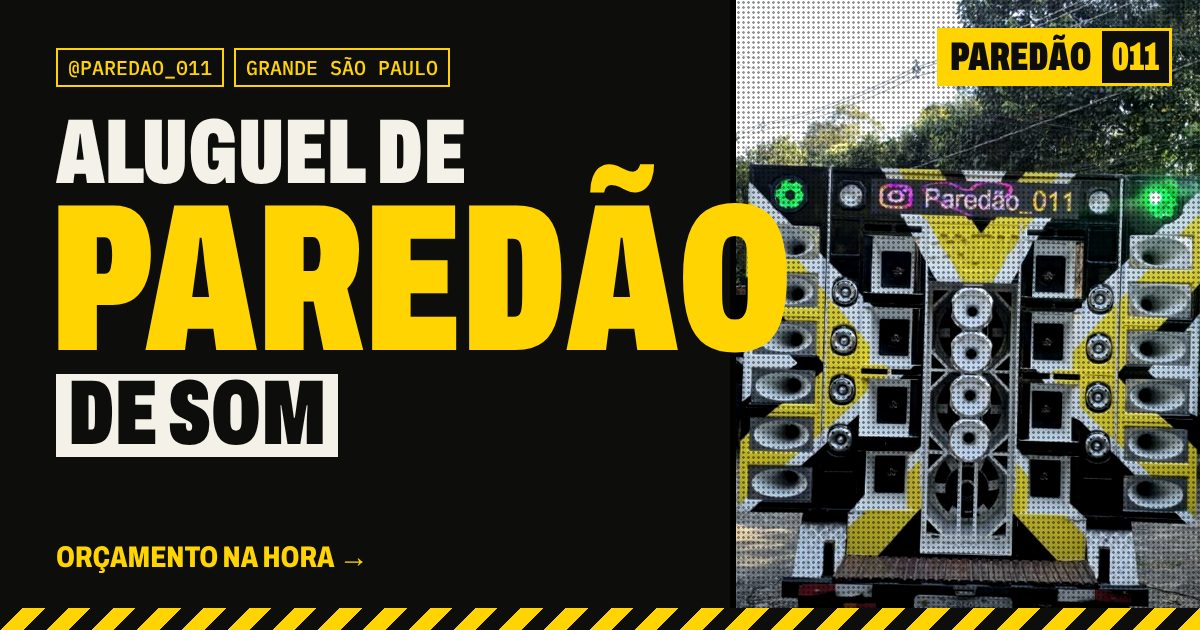 @PAREDAO_011 GRANDE SÃO PAULO
PAREDÃO 011
ALUGUEL DE
PAREDÃO
DE SOM
Paredão_011
ORÇAMENTO NA HORA →